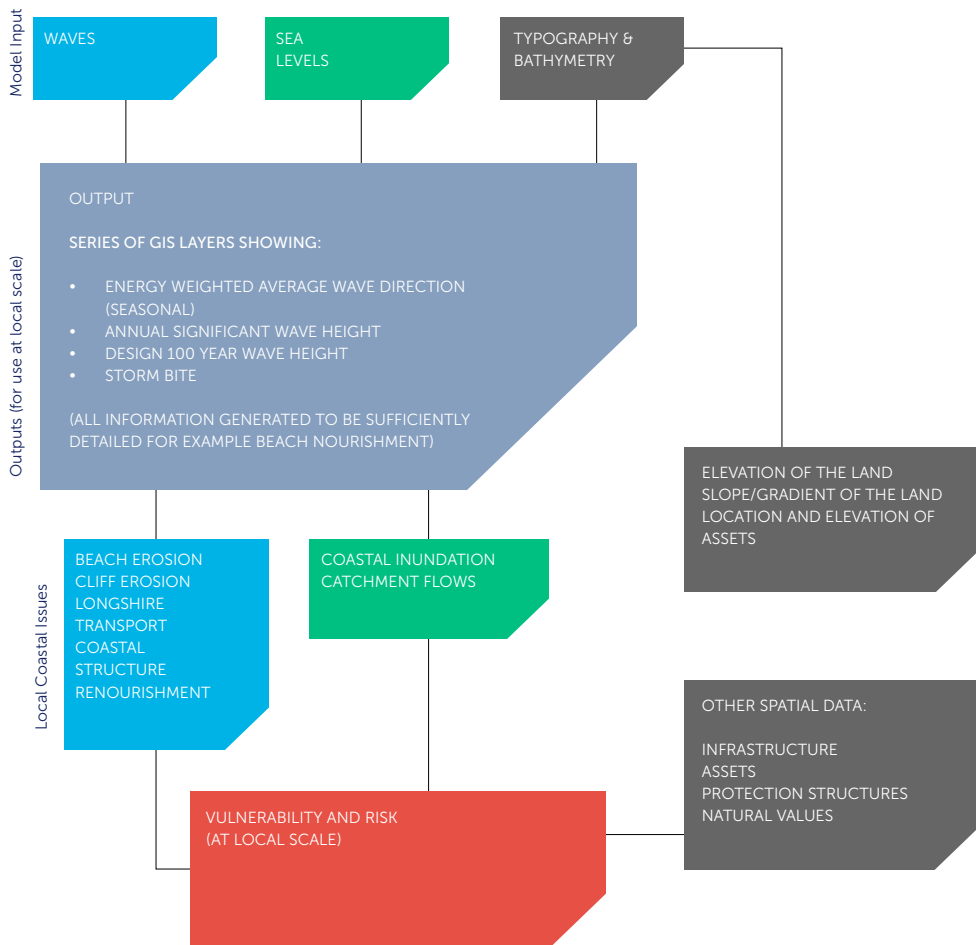 Model Input
WAVES
SEA
LEVELS
TYPOGRAPHY &
BATHYMETRY
Outputs (for use at local scale)
OUTPUT
SERIES OF GIS LAYERS SHOWING:
• ENERGY WEIGHTED AVERAGE WAVE DIRECTION
(SEASONAL)
• ANNUAL SIGNIFICANT WAVE HEIGHT
• DESIGN 100 YEAR WAVE HEIGHT
• STORM BITE
(ALL INFORMATION GENERATED TO BE SUFFICIENTLY
DETAILED FOR EXAMPLE BEACH NOURISHMENT)
ELEVATION OF THE LAND
SLOPE/GRADIENT OF THE LAND
LOCATION AND ELEVATION OF
ASSETS
Local Coastal Issues
BEACH EROSION
CLIFF EROSION
LONGSHIRE
TRANSPORT
COASTAL
STRUCTURE
RENOURISHMENT
COASTAL INUNDATION
CATCHMENT FLOWS
OTHER SPATIAL DATA:
INFRASTRUCTURE
ASSETS
PROTECTION STRUCTURES
NATURAL VALUES
VULNERABILITY AND RISK
(AT LOCAL SCALE)